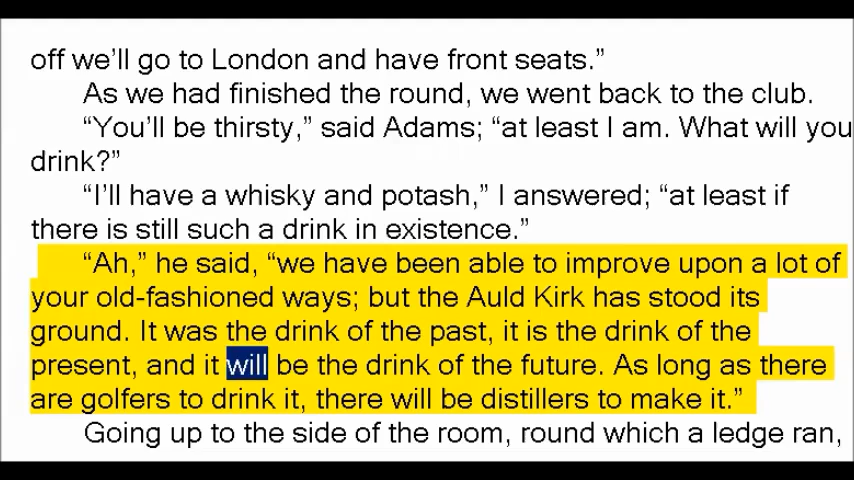 off we’ll go to London and have front seats.”
As we had finished the round, we went back to the club.
“You’ll be thirsty,” said Adams; “at least I am. What will you
drink?”
“I’ll have a whisky and potash,” I answered; “at least if
there is still such a drink in existence.”
“Ah,” he said, “we have been able to improve upon a lot of
your old-fashioned ways; but the Auld Kirk has stood its
ground. It was the drink of the past, it is the drink of the
present, and it will be the drink of the future. As long as there
are golfers to drink it, there will be distillers to make it.”
Going up to the side of the room, round which a ledge ran,